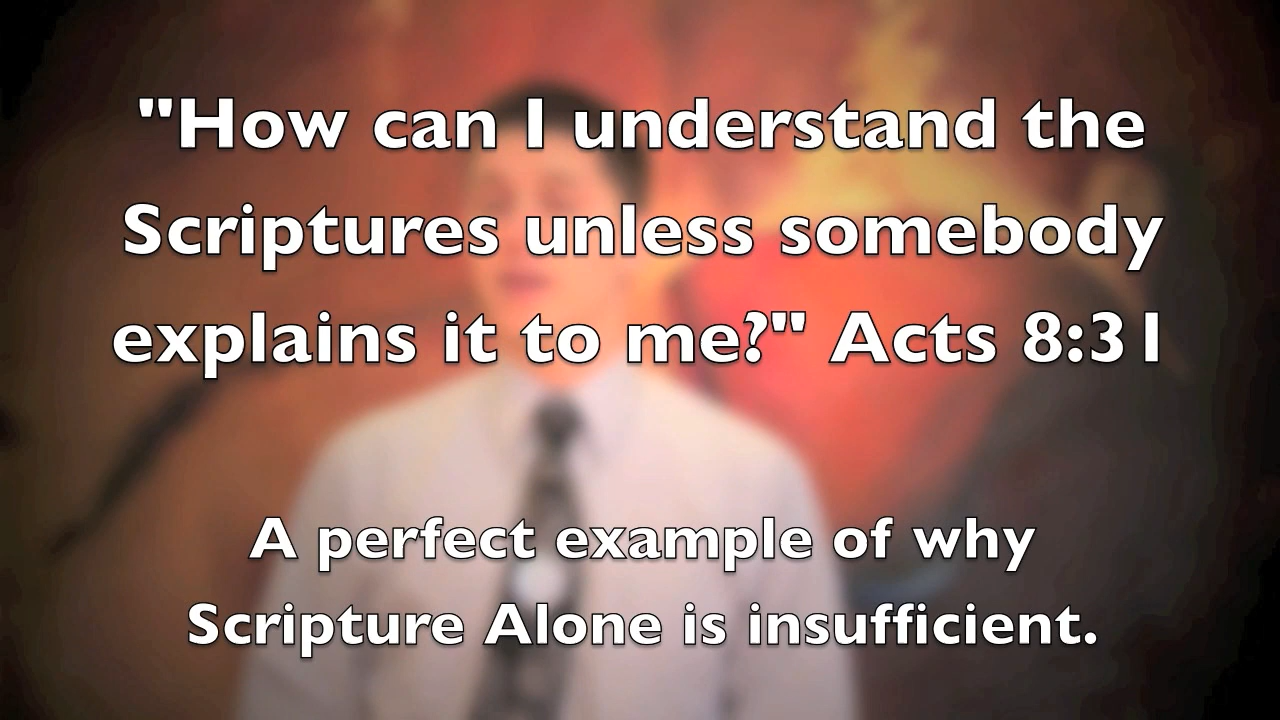 "How can I understand the
Scriptures unless somebody
explains it to me?" Acts 8:31
A perfect example of why
Scripture Alone is insufficient.